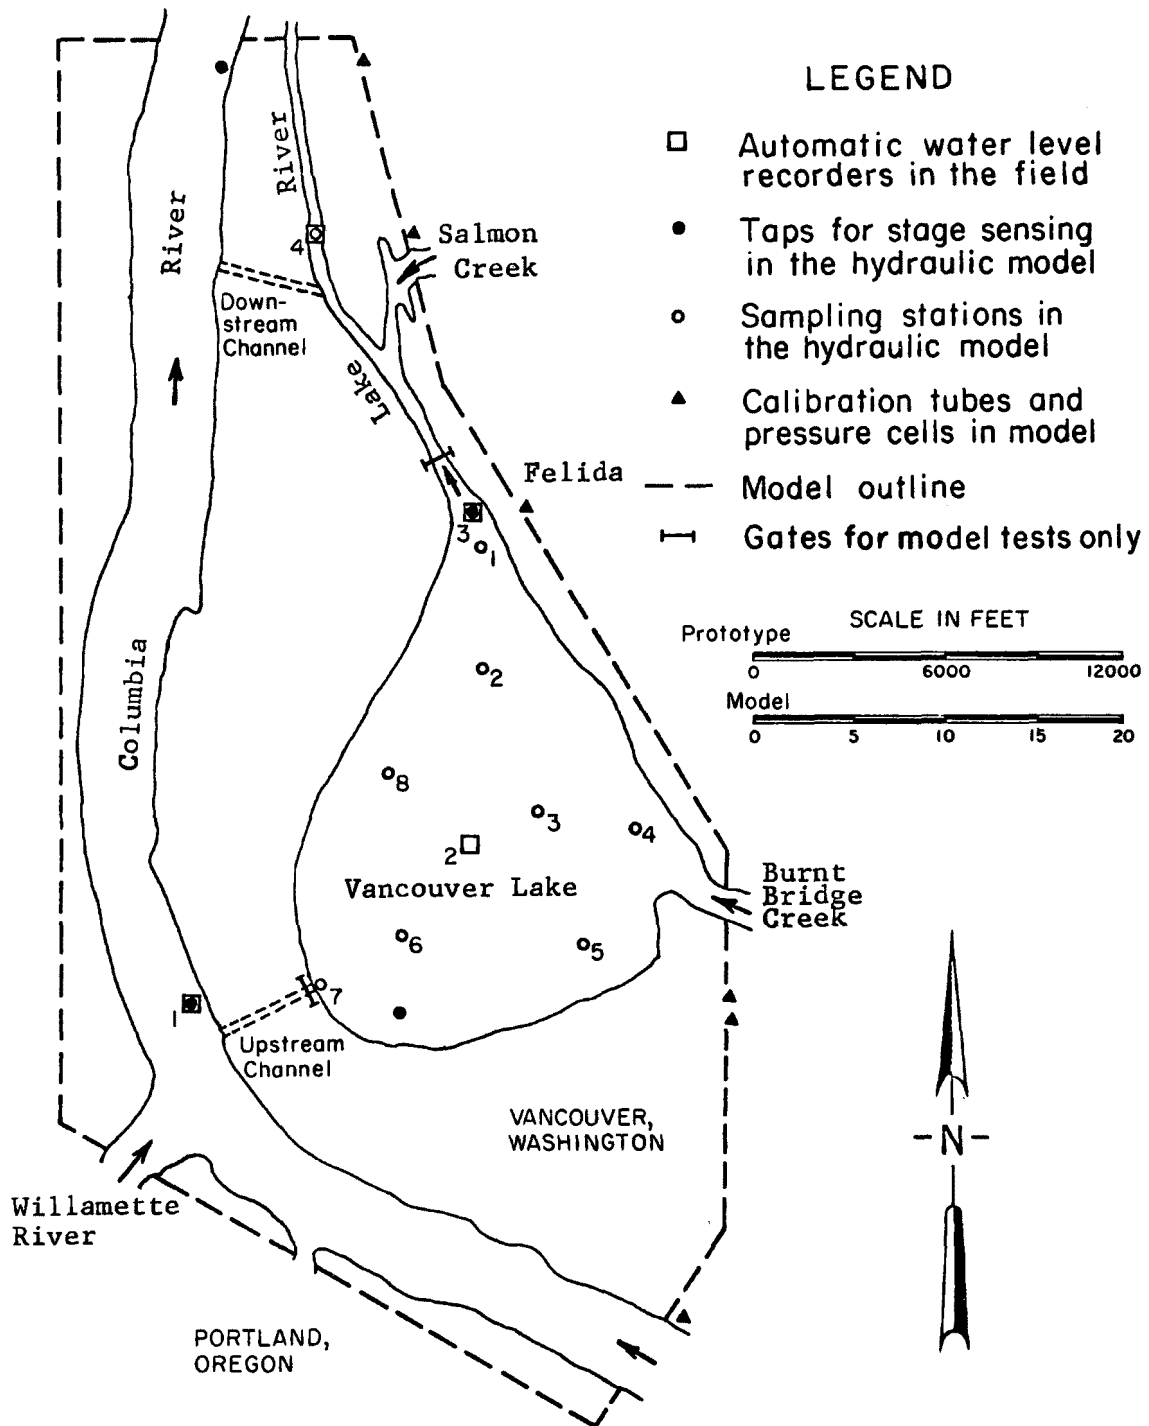 LEGEND
Automatic water level
recorders in the field
Taps for stage sensing
in the hydraulic model
Sampling stations in
the hydraulic model
Calibration tubes and
pressure cells in model
Model outline
Gates for model tests only
SCALE IN FEET
Prototype
0 6000 12000
Model
0 5 10 15 20
River
River
4
Salmon
Creek
Down-
stream
Channel
Lake
Felida
3
1
2
Columbia
8
3
4
2
Vancouver Lake
Burnt
Bridge
Creek
6
5
7
1
Upstream
Channel
VANCOUVER,
WASHINGTON
-N-
Willamette
River
PORTLAND,
OREGON